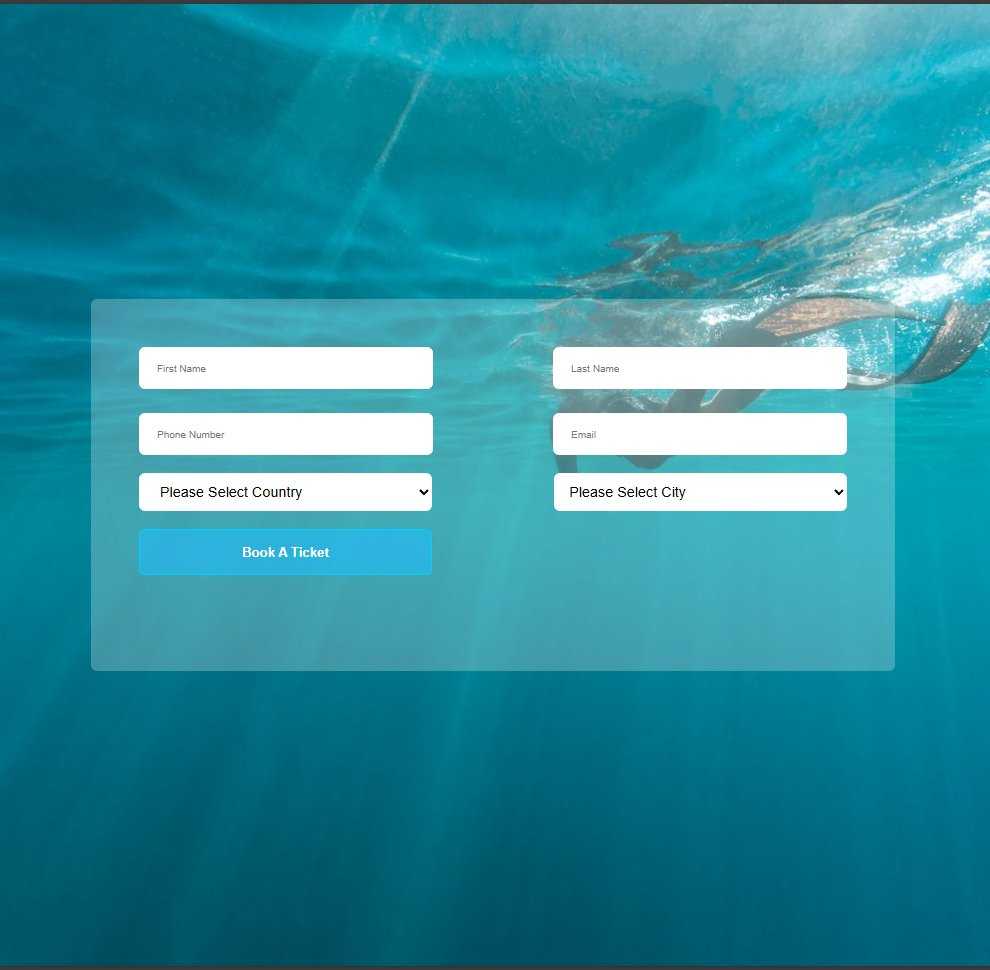 First Name
Last Name
Phone Number
Email
Please Select Country
Please Select City
Book A Ticket